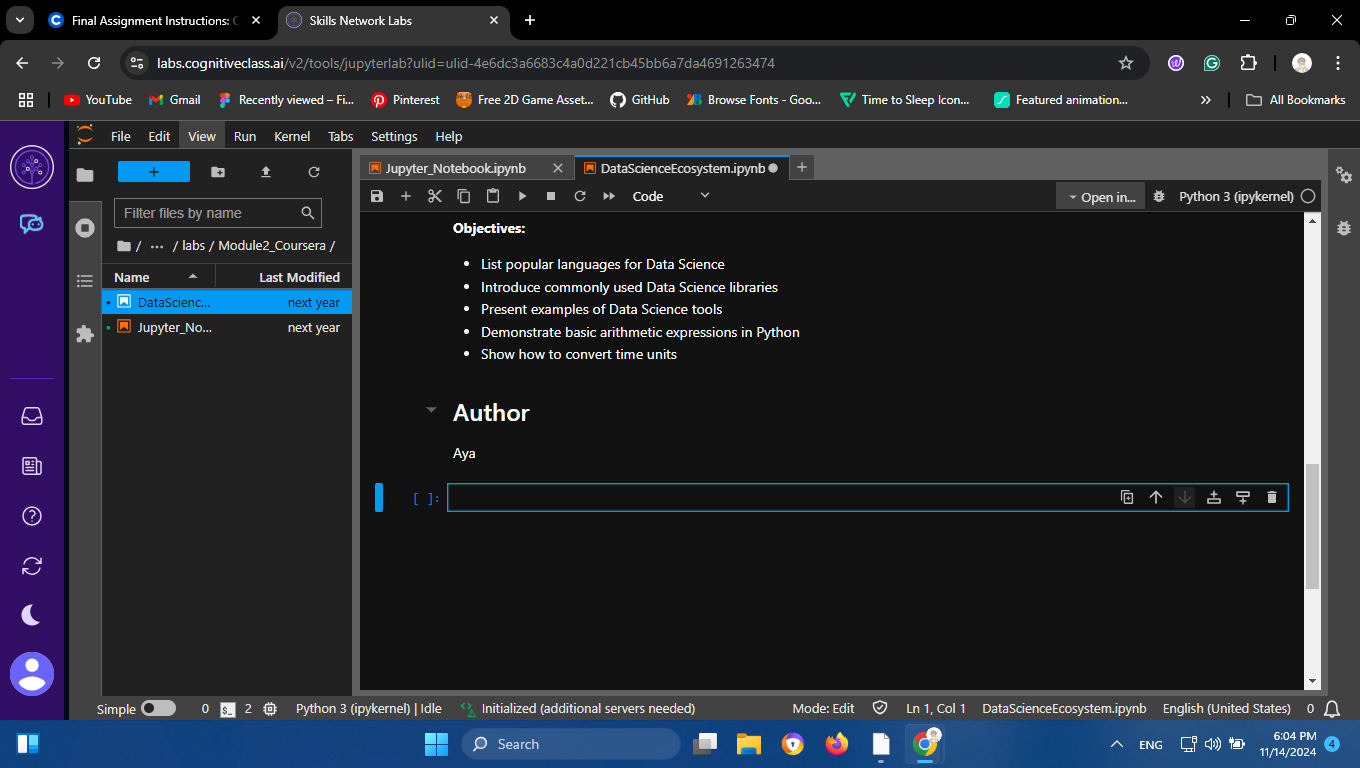 Final Assignment Instructions: C
Skills Network Labs
labs.cognitiveclass.ai/v2/tools/jupyterlab?ulid=ulid-4e6dc3a6683c4a0d221cb45bb6a7da4691263474
YouTube
Gmail
Recently viewed – Fi...
Pinterest
Free 2D Game Asset...
GitHub
Browse Fonts - Goo...
Time to Sleep Icon...
Featured animation...
All Bookmarks
File Edit View Run Kernel Tabs Settings Help
Jupyter_Notebook.ipynb
DataScienceEcosystem.ipynb
Filter files by name
/ ... / labs / Module2_Coursera /
Name Last Modified
DataScienc... next year
Jupyter_No... next year
Code
Open in...
Python 3 (ipykernel)
Objectives:
• List popular languages for Data Science
• Introduce commonly used Data Science libraries
• Present examples of Data Science tools
• Demonstrate basic arithmetic expressions in Python
• Show how to convert time units
Author
Aya
[ ]:
Simple 0 $_ 2 Python 3 (ipykernel) | Idle Initialized (additional servers needed) Mode: Edit Ln 1, Col 1 DataScienceEcosystem.ipynb English (United States) 0
Search
ENG
6:04 PM
11/14/2024
4